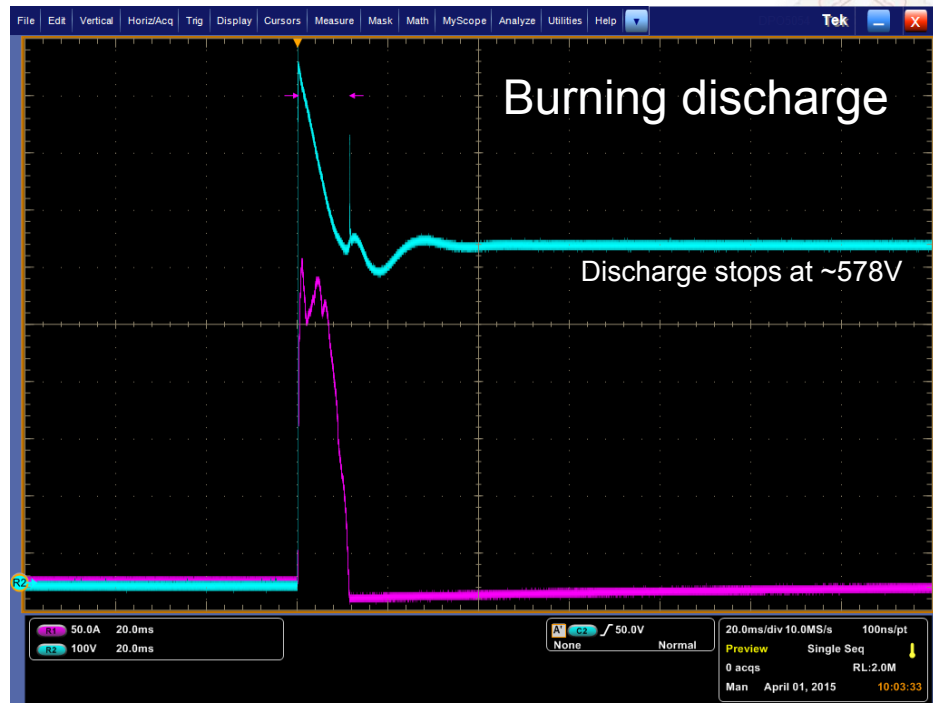 File Edit Vertical Horiz/Acq Trig Display Cursors Measure Mask Math MyScope Analyze Utilities Help Tek X
Burning discharge
Discharge stops at ~578V
R2
R1 50.0A 20.0ms
R2 100V 20.0ms
A' C2 50.0V
None Normal
20.0ms/div 10.0MS/s 100ns/pt
Preview Single Seq
0 acqs RL:2.0M
Man April 01, 2015 10:03:33